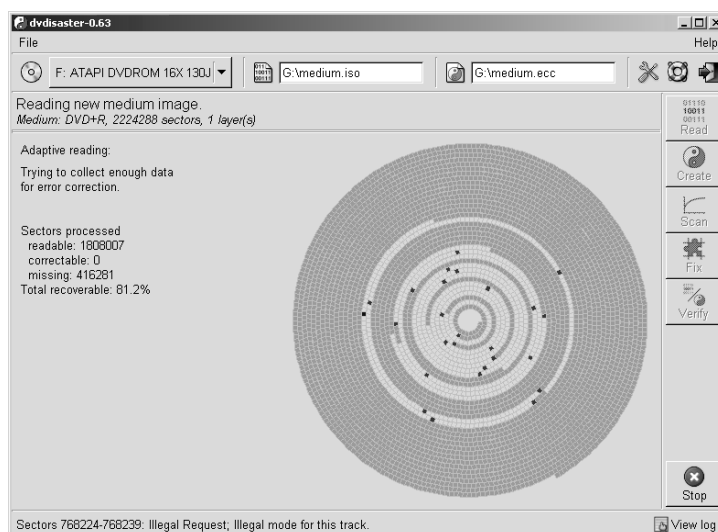 dvdisaster-0.63
File Help
F: ATAPI DVDROM 16X 130J G:\medium.iso G:\medium.ecc
Reading new medium image.
Medium: DVD+R, 2224288 sectors, 1 layer(s)
Adaptive reading:
Trying to collect enough data
for error correction.
Sectors processed
readable: 1808007
correctable: 0
missing: 416281
Total recoverable: 81.2%
01110
10011
00111
Read
Create
Scan
Fix
Verify
Stop
Sectors 768224-768239: Illegal Request; Illegal mode for this track. View log